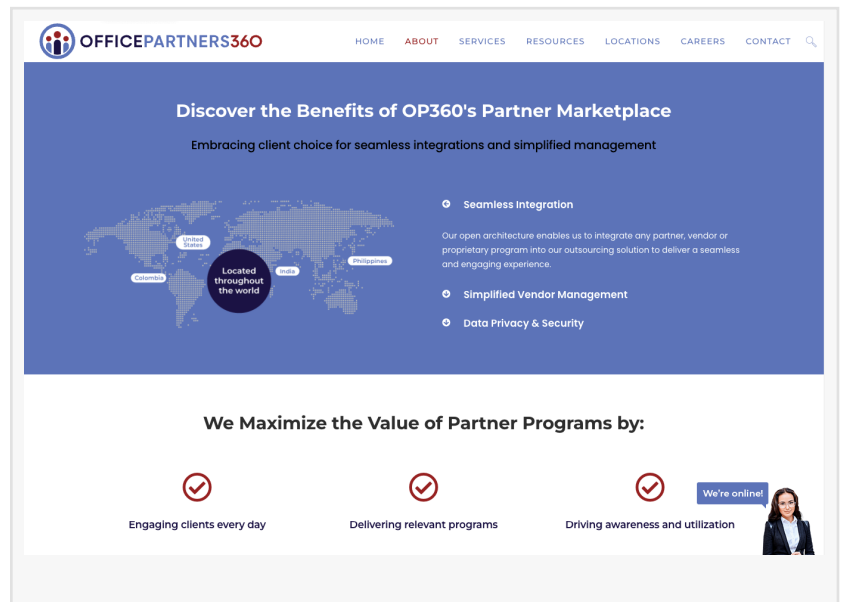 OFFICEPARTNERS360
HOME ABOUT SERVICES RESOURCES LOCATIONS CAREERS CONTACT
Discover the Benefits of OP360's Partner Marketplace
Embracing client choice for seamless integrations and simplified management
United
States
Colombia
Located
throughout
the world
India
Philippines
Seamless Integration
Our open architecture enables us to integrate any partner, vendor or
proprietary program into our outsourcing solution to deliver a seamless
and engaging experience.
Simplified Vendor Management
Data Privacy & Security
We Maximize the Value of Partner Programs by:
Engaging clients every day
Delivering relevant programs
Driving awareness and utilization
We're online!